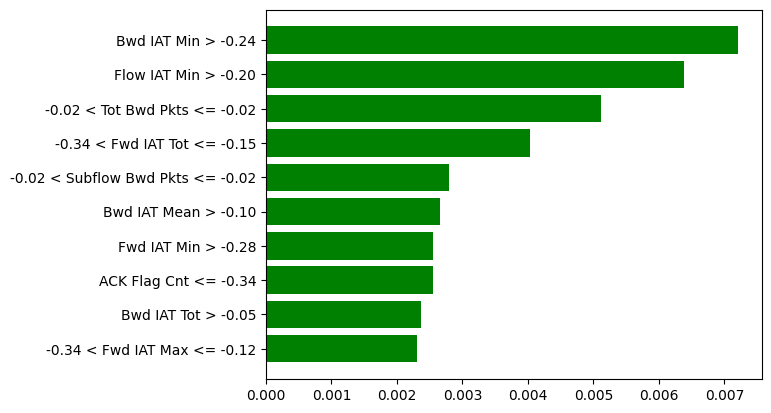 Bwd IAT Min > -0.24
Flow IAT Min > -0.20
-0.02 < Tot Bwd Pkts <= -0.02
-0.34 < Fwd IAT Tot <= -0.15
-0.02 < Subflow Bwd Pkts <= -0.02
Bwd IAT Mean > -0.10
Fwd IAT Min > -0.28
ACK Flag Cnt <= -0.34
Bwd IAT Tot > -0.05
-0.34 < Fwd IAT Max <= -0.12
0.000 0.001 0.002 0.003 0.004 0.005 0.006 0.007